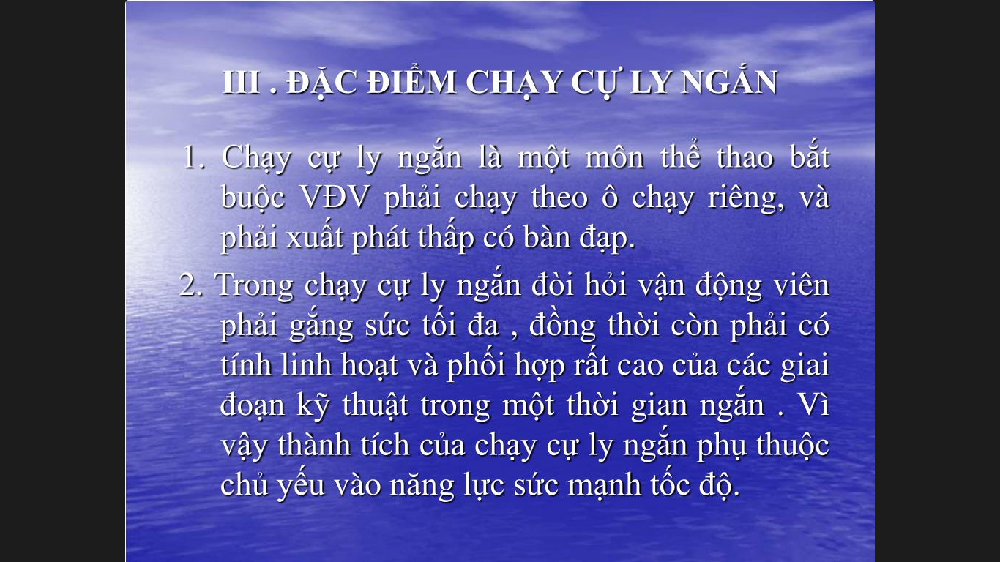 III . ĐẶC ĐIỂM CHẠY CỰ LY NGẮN
1. Chạy cự ly ngắn là một môn thể thao bắt
buộc VĐV phải chạy theo ô chạy riêng, và
phải xuất phát thấp có bàn đạp.
2. Trong chạy cự ly ngắn đòi hỏi vận động viên
phải gắng sức tối đa , đồng thời còn phải có
tính linh hoạt và phối hợp rất cao của các giai
đoạn kỹ thuật trong một thời gian ngắn . Vì
vậy thành tích của chạy cự ly ngắn phụ thuộc
chủ yếu vào năng lực sức mạnh tốc độ.